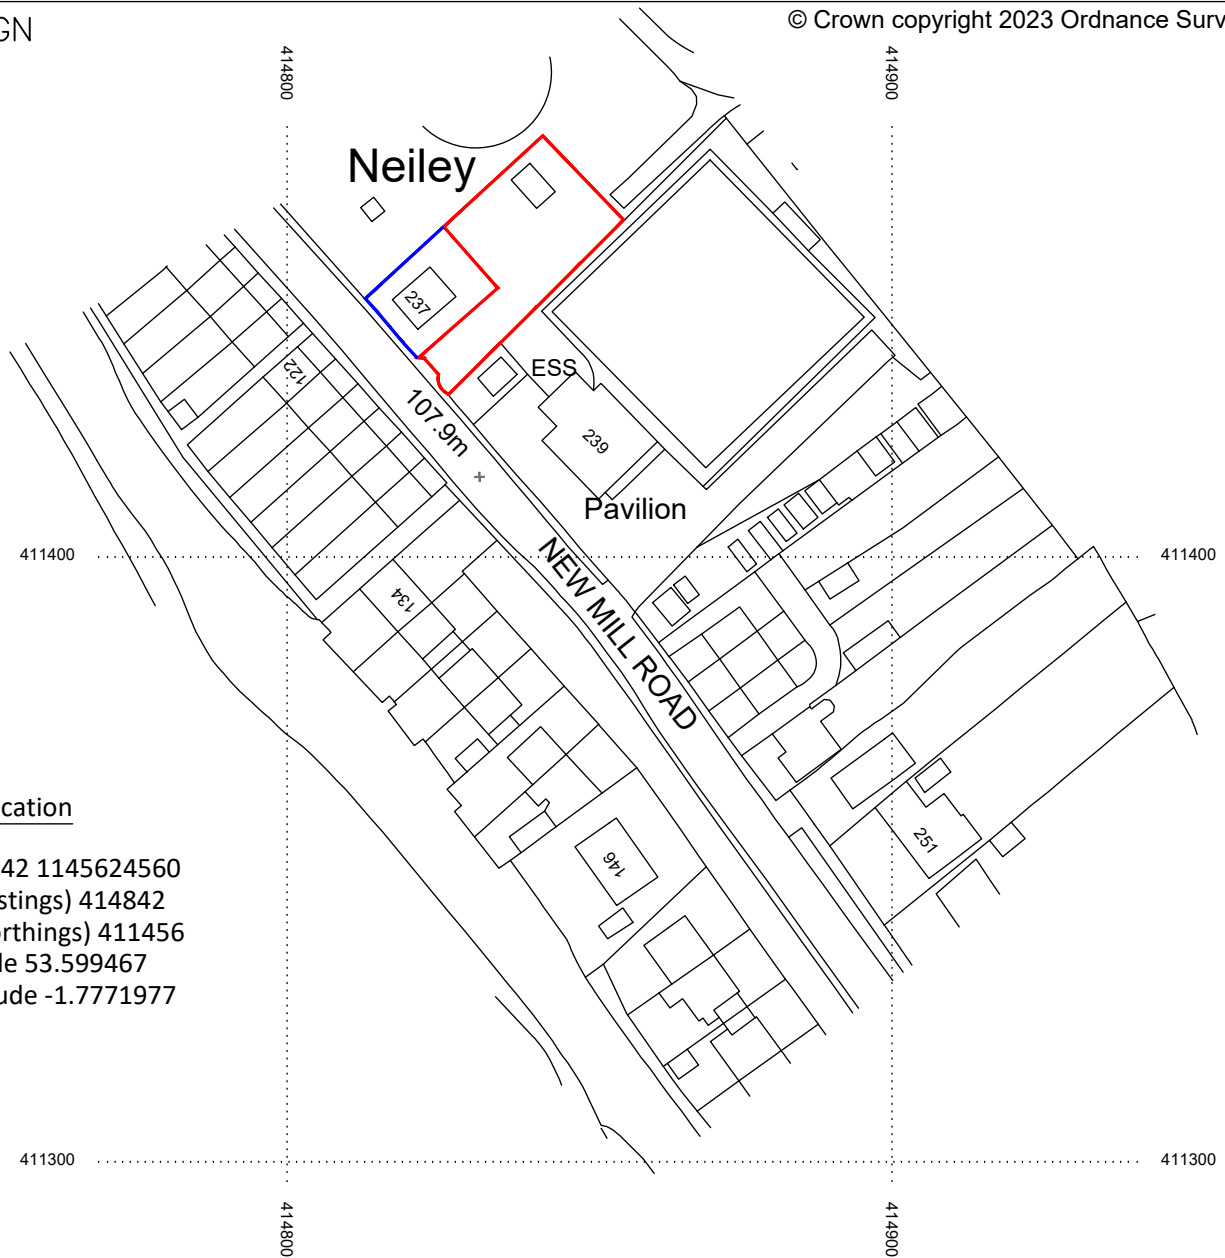 GN
© Crown copyright 2023 Ordnance Surv
414800
414900
Neiley
237
ESS
122
107.9m
239
Pavilion
411400
411400
NEW MILL ROAD
134
cation
42 1145624560
stings) 414842
146
251
orthings) 411456
de 53.599467
ude -1.7771977
411300
411300
414800
414900